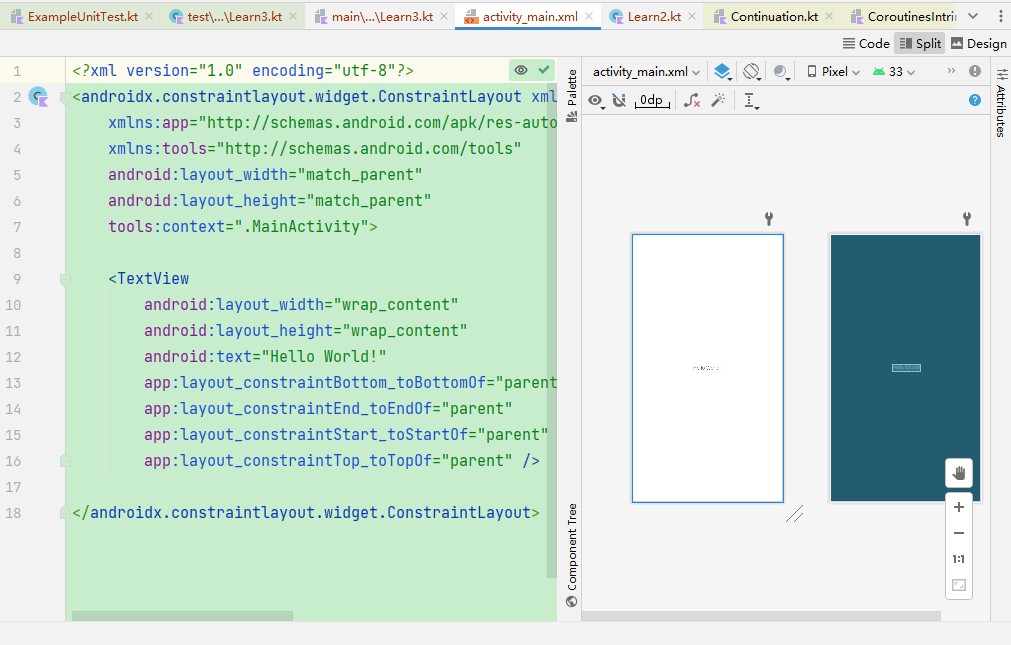 ExampleUnitTest.kt test\...\Learn3.kt main\...\Learn3.kt activity_main.xml Learn2.kt Continuation.kt CoroutinesIntri
Code Split Design
1 <?xml version="1.0" encoding="utf-8"?>
2 <androidx.constraintlayout.widget.ConstraintLayout xml
3 xmlns:app="http://schemas.android.com/apk/res-auto
4 xmlns:tools="http://schemas.android.com/tools"
5 android:layout_width="match_parent"
6 android:layout_height="match_parent"
7 tools:context=".MainActivity">
8
9 <TextView
10 android:layout_width="wrap_content"
11 android:layout_height="wrap_content"
12 android:text="Hello World!"
13 app:layout_constraintBottom_toBottomOf="parent
14 app:layout_constraintEnd_toEndOf="parent"
15 app:layout_constraintStart_toStartOf="parent"
16 app:layout_constraintTop_toTopOf="parent" />
17
18 </androidx.constraintlayout.widget.ConstraintLayout>
Palette
Component Tree
activity_main.xml Pixel 33 »
0dp
Attributes
Hello World!
1:1